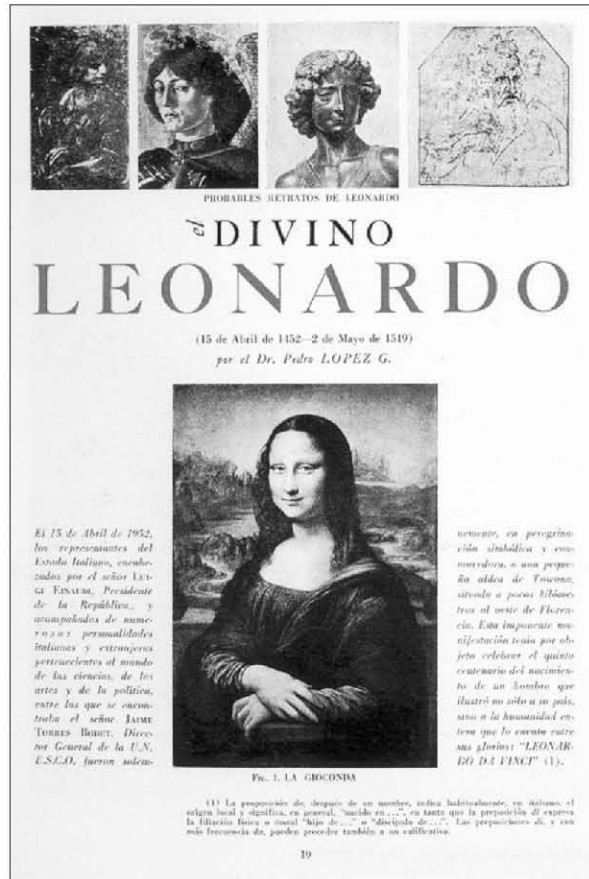 PROBABLES RETRATOS DE LEONARDO
el DIVINO
LEONARDO
(15 de Abril de 1452—2 de Mayo de 1519)
por el Dr. Pedro LOPEZ G.
El 15 de Abril de 1952,
los representantes del
Estado Italiano, encabe-
zados por el señor LUI-
GI EINAUDI, Presidente
de la República, y
acompañados de nume-
rosas personalidades
italianas y extranjeras
pertenecientes al mundo
de las ciencias, de las
artes y de la política,
entre los que se encon-
traba el señor JAIME
TORRES BODET, Direc-
tor General de la U.N.
E.S.C.O. fueron solem-
nemente, en peregrina-
ción simbólica y con-
movedora, a una peque-
ña aldea de Toscana,
situada a pocos kilóme-
tros al oeste de Floren-
cia. Esta imponente ma-
nifestación tenía por ob-
jeto celebrar el quinto
centenario del nacimien-
to de un hombre que
ilustró no sólo a su país,
sino a la humanidad en-
tera que lo cuenta entre
sus glorias: "LEONAR-
DO DA VINCI" (1).
FIG. 1. LA GIOCONDA
(1) La preposición da, después de un nombre, indica habitualmente, en italiano, el
origen local y significa, en general, "nacido en...", en tanto que la preposición di expresa
la filiación física o moral "hijo de..." o "discípulo de...". Las preposiciones di, y con
más frecuencia da, pueden preceder también a un calificativo.
19